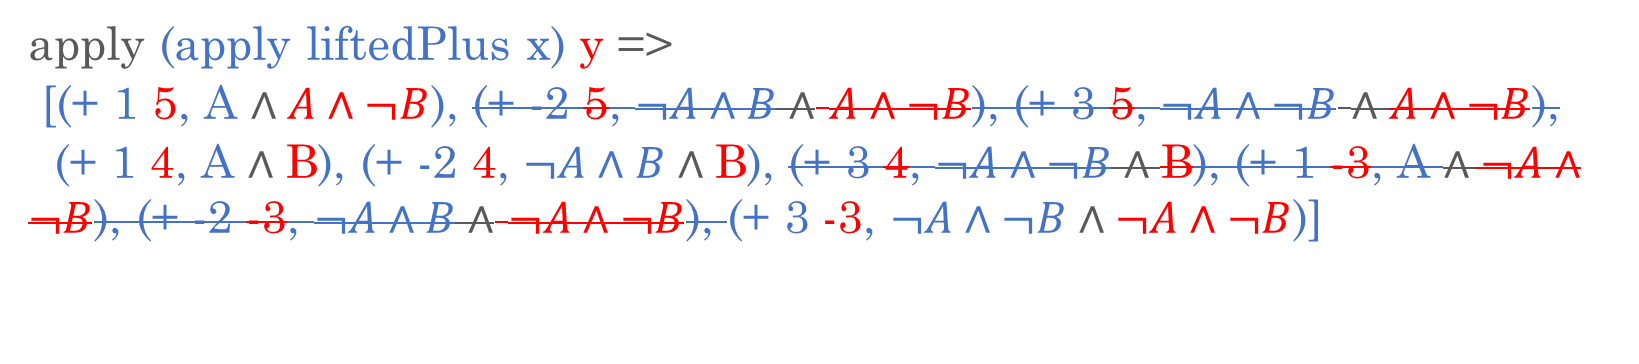 apply (apply liftedPlus x) y =>
[(+ 1 5, A ∧ A ∧ ¬B), (+ -2 5, ¬A ∧ B ∧ A ∧ ¬B), (+ 3 5, ¬A ∧ ¬B ∧ A ∧ ¬B),
(+ 1 4, A ∧ B), (+ -2 4, ¬A ∧ B ∧ B), (+ 3 4, ¬A ∧ ¬B ∧ B), (+ 1 -3, A ∧ ¬A ∧
¬B), (+ -2 -3, ¬A ∧ B ∧ ¬A ∧ ¬B), (+ 3 -3, ¬A ∧ ¬B ∧ ¬A ∧ ¬B)]